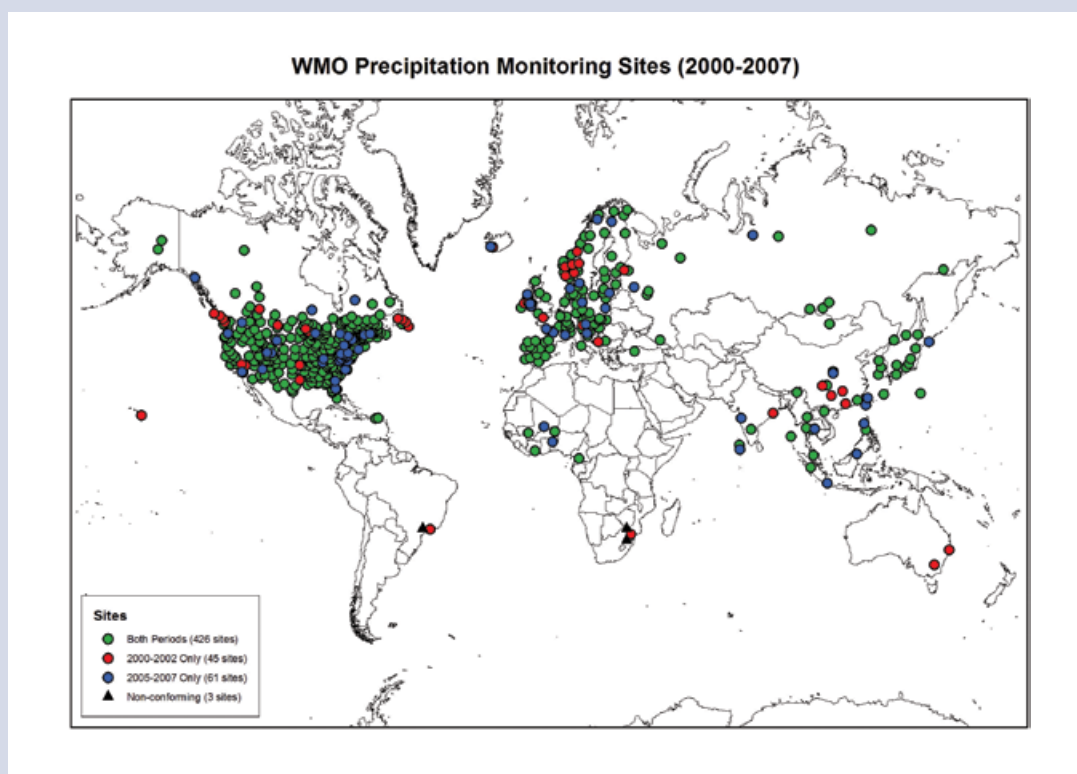 WMO Precipitation Monitoring Sites (2000-2007)
Sites
Both Periods (426 sites)
2000-2002 Only (45 sites)
2005-2007 Only (61 sites)
Non-conforming (3 sites)